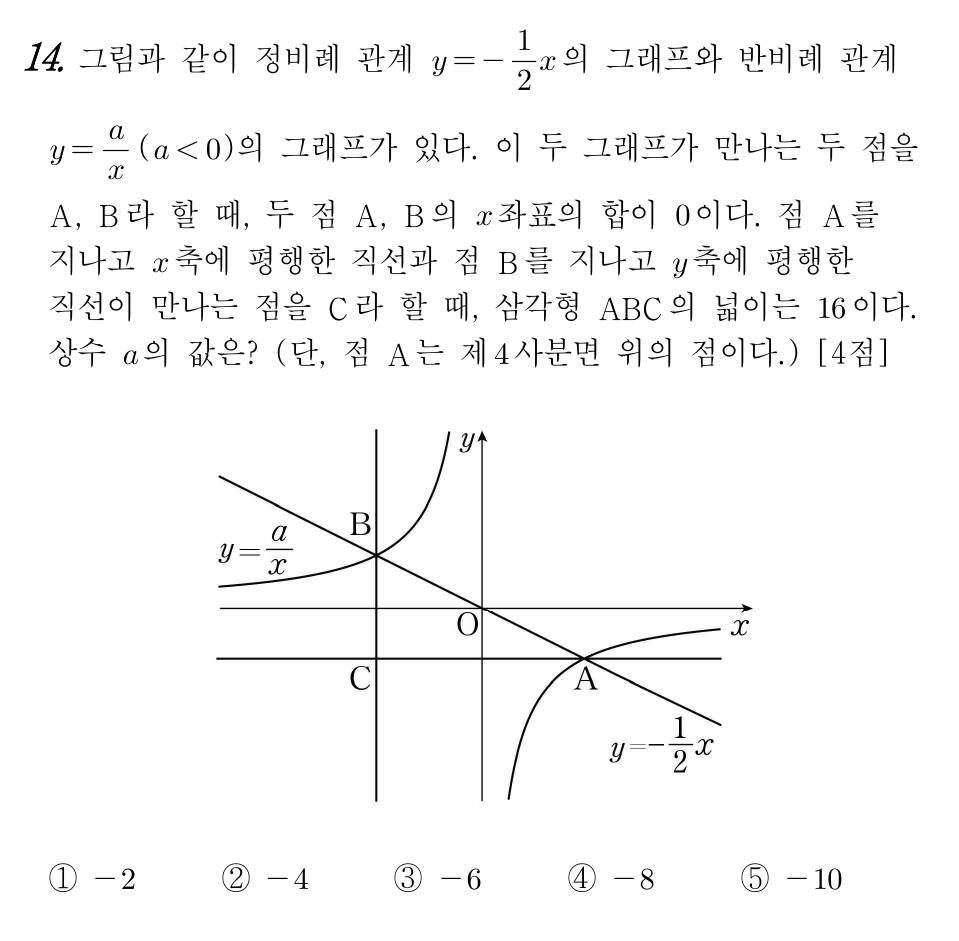 14. 그림과 같이 정비례 관계 $y=-\frac{1}{2}x$의 그래프와 반비례 관계
$y=\frac{a}{x}$ $(a<0)$의 그래프가 있다. 이 두 그래프가 만나는 두 점을
A, B라 할 때, 두 점 A, B의 $x$좌표의 합이 0이다. 점 A를
지나고 $x$축에 평행한 직선과 점 B를 지나고 $y$축에 평행한
직선이 만나는 점을 C라 할 때, 삼각형 ABC의 넓이는 16이다.
상수 $a$의 값은? (단, 점 A는 제4사분면 위의 점이다.) [4점]
$y$
B
$y=\frac{a}{x}$
O
$x$
C
A
$y=-\frac{1}{2}x$
① −2 ② −4 ③ −6 ④ −8 ⑤ −10